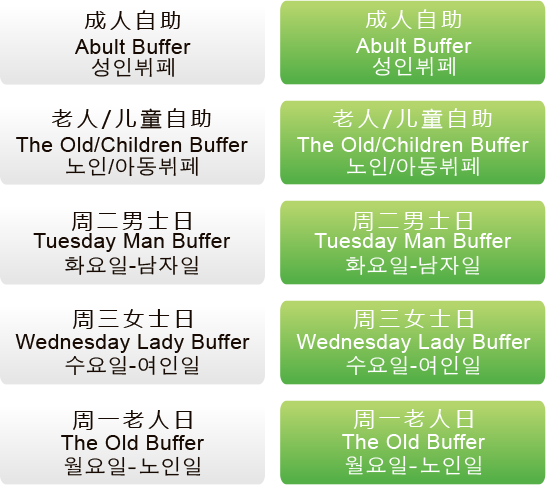 成人自助
Abult Buffer
성인뷔페
成人自助
Abult Buffer
성인뷔페
老人/儿童自助
The Old/Children Buffer
노인/아동뷔페
老人/儿童自助
The Old/Children Buffer
노인/아동뷔페
周二男士日
Tuesday Man Buffer
화요일-남자일
周二男士日
Tuesday Man Buffer
화요일-남자일
周三女士日
Wednesday Lady Buffer
수요일-여인일
周三女士日
Wednesday Lady Buffer
수요일-여인일
周一老人日
The Old Buffer
월요일-노인일
周一老人日
The Old Buffer
월요일-노인일